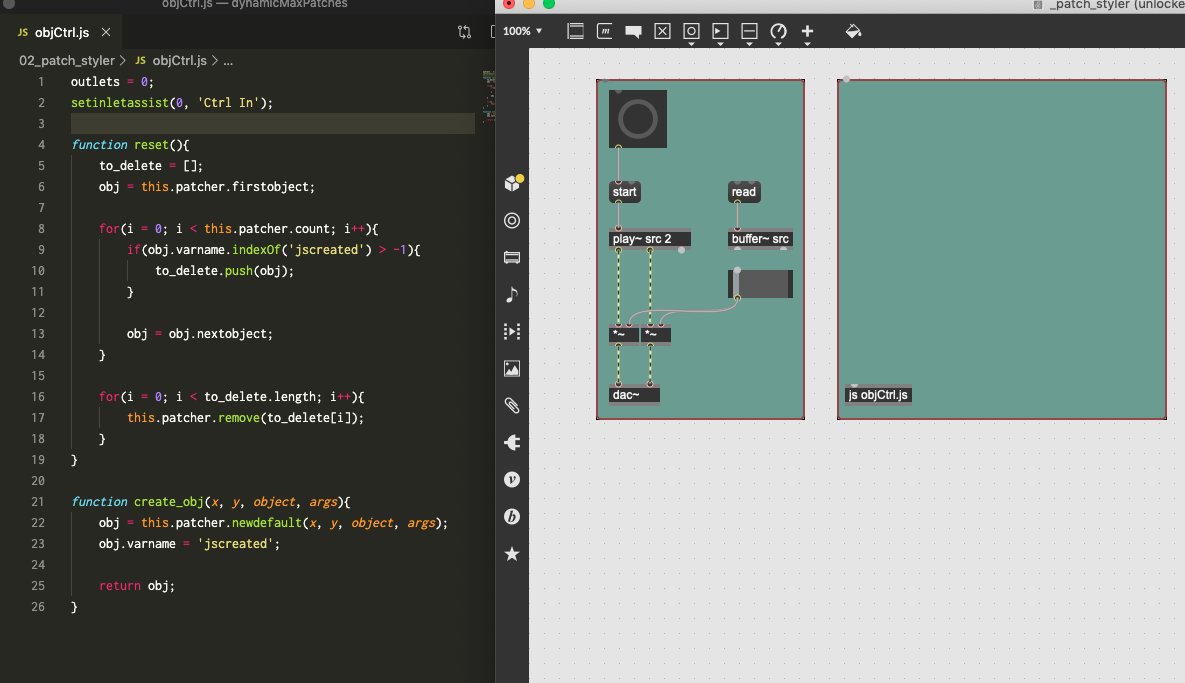 objCtrl.js — dynamicMaxPatches
_patch_styler (unlocke
JS objCtrl.js
100%
02_patch_styler > JS objCtrl.js > ...
1 outlets = 0;
2 setinletassist(0, 'Ctrl In');
3
4 function reset(){
5 to_delete = [];
6 obj = this.patcher.firstobject;
7
8 for(i = 0; i < this.patcher.count; i++){
9 if(obj.varname.indexOf('jscreated') > -1){
10 to_delete.push(obj);
11 }
12
13 obj = obj.nextobject;
14 }
15
16 for(i = 0; i < to_delete.length; i++){
17 this.patcher.remove(to_delete[i]);
18 }
19 }
20
21 function create_obj(x, y, object, args){
22 obj = this.patcher.newdefault(x, y, object, args);
23 obj.varname = 'jscreated';
24
25 return obj;
26 }
m
v
b
start
read
play~ src 2
buffer~ src
*~
*~
dac~
js objCtrl.js